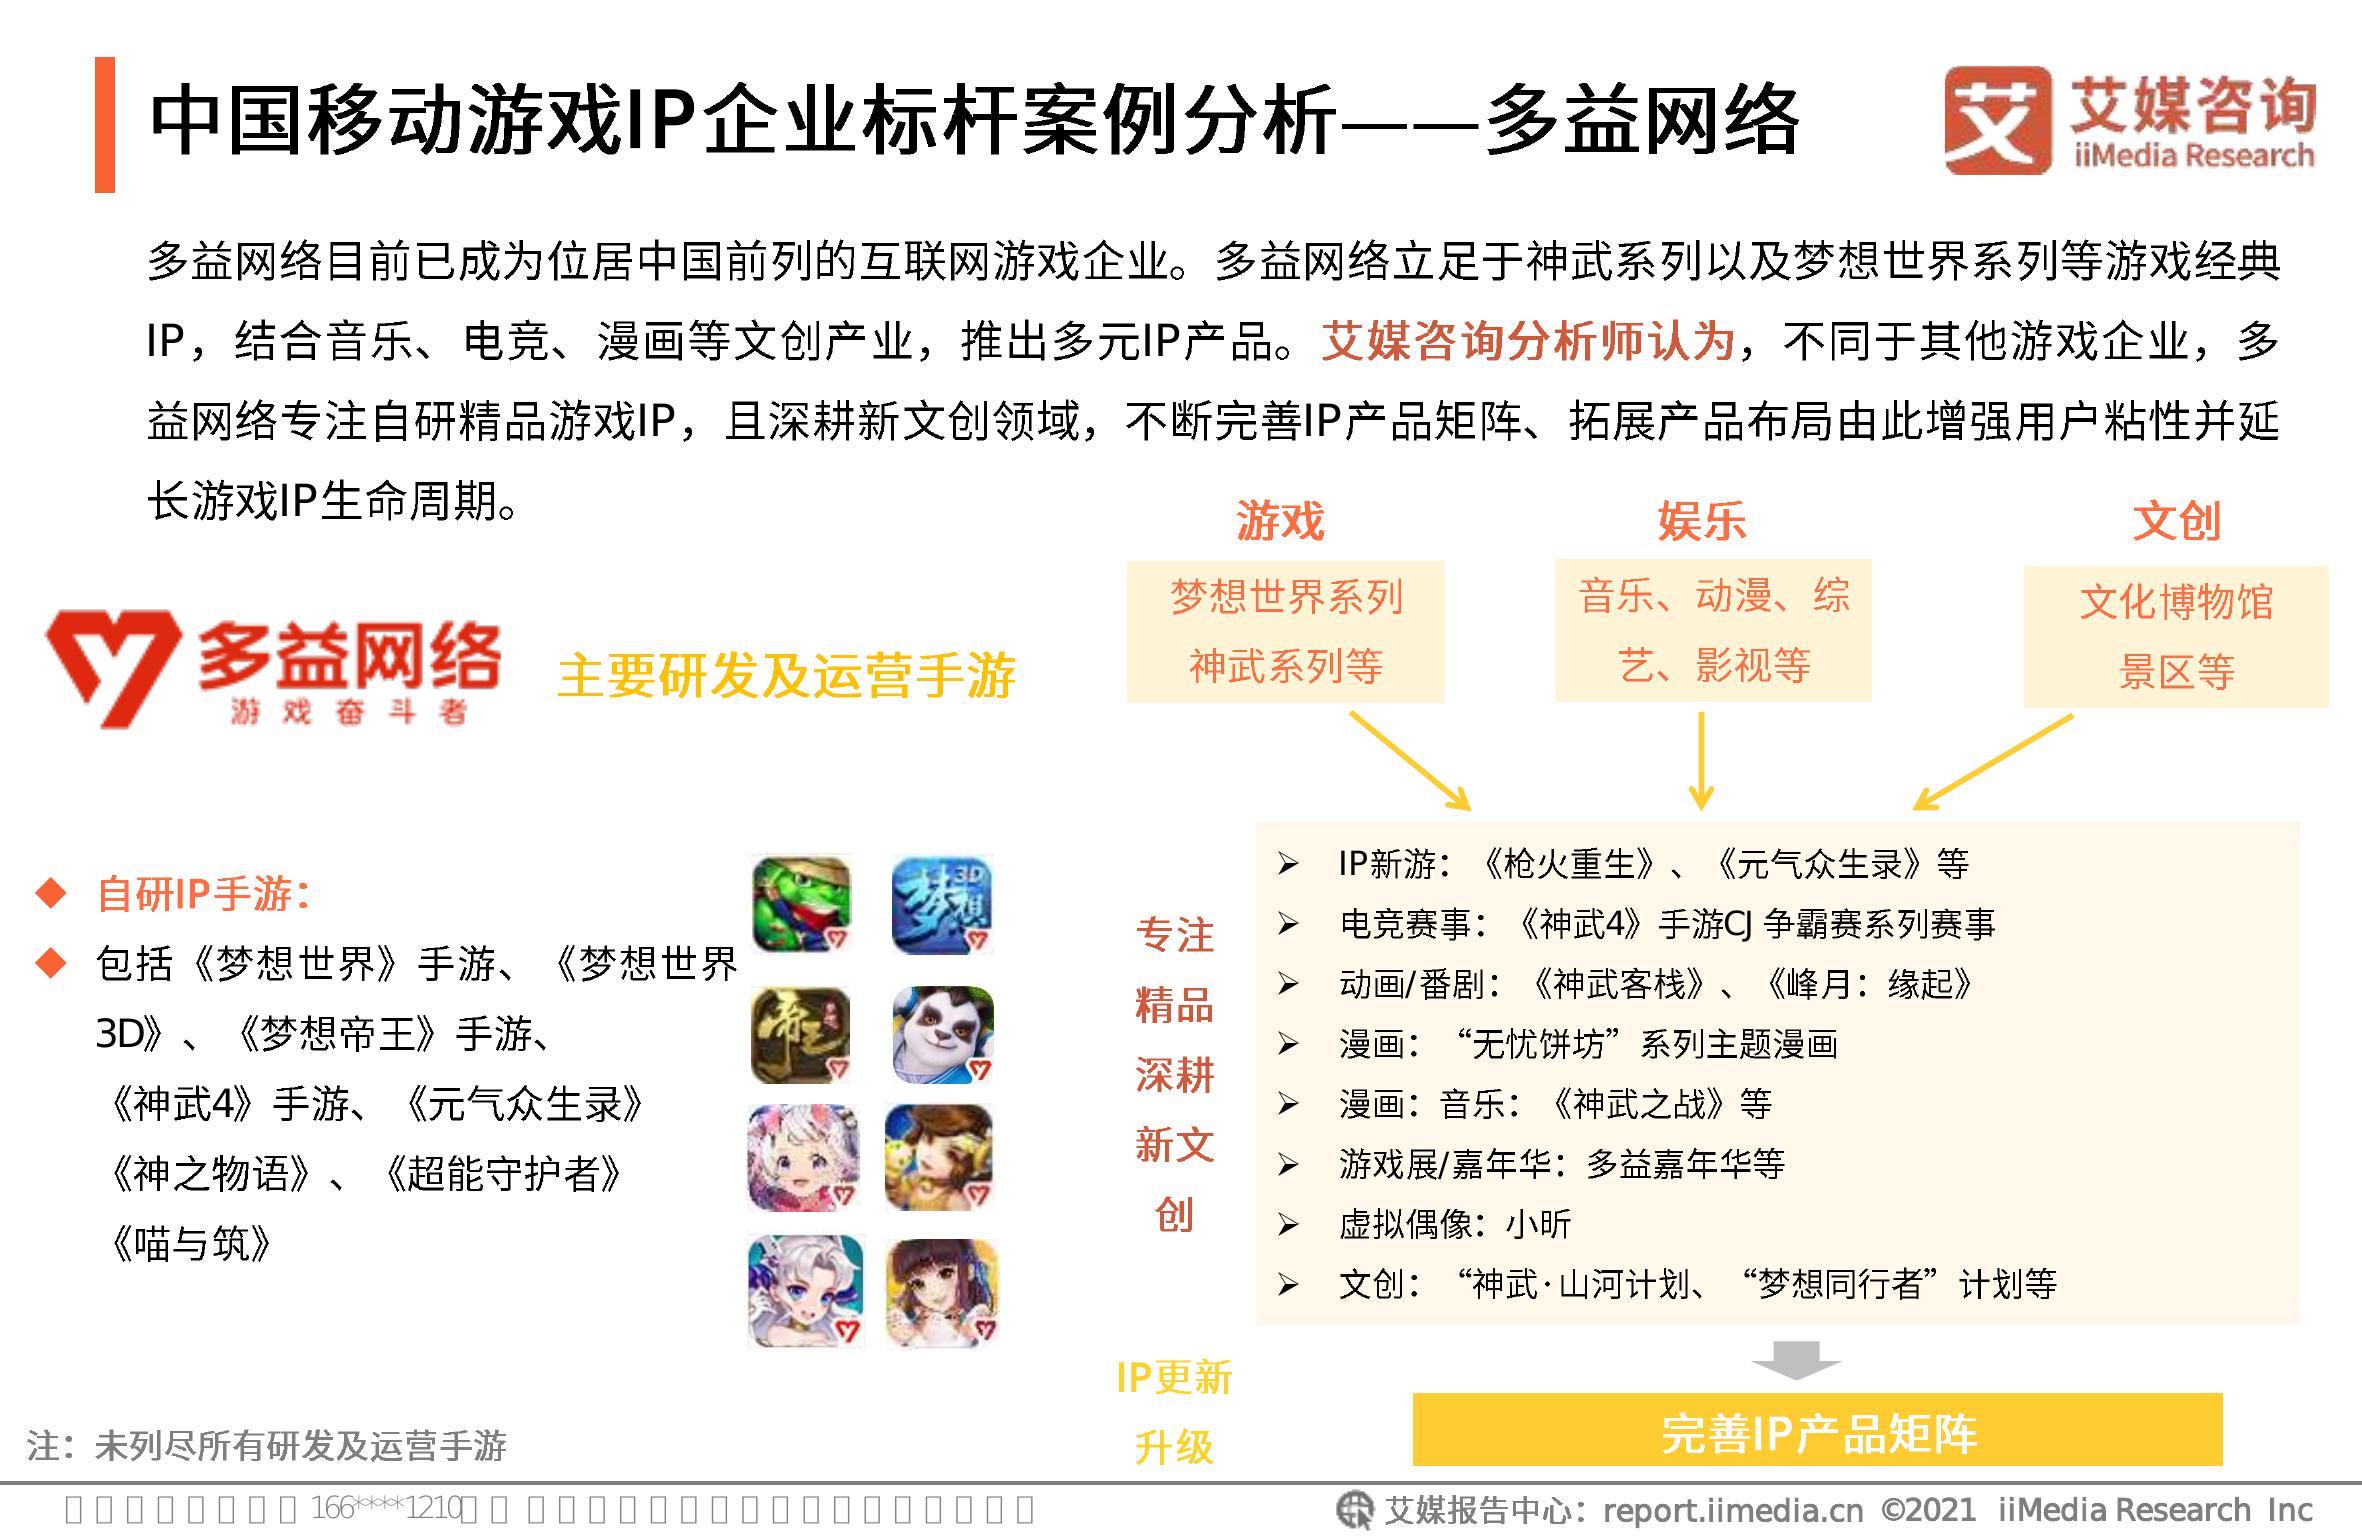 中国移动游戏IP企业标杆案例分析——多益网络
艾 艾媒咨询
iiMedia Research
多益网络目前已成为位居中国前列的互联网游戏企业。多益网络立足于神武系列以及梦想世界系列等游戏经典
IP，结合音乐、电竞、漫画等文创产业，推出多元IP产品。艾媒咨询分析师认为，不同于其他游戏企业，多
益网络专注自研精品游戏IP，且深耕新文创领域，不断完善IP产品矩阵、拓展产品布局由此增强用户粘性并延
长游戏IP生命周期。
多益网络
游戏奋斗者
主要研发及运营手游
自研IP手游：
包括《梦想世界》手游、《梦想世界
3D》、《梦想帝王》手游、
《神武4》手游、《元气众生录》
《神之物语》、《超能守护者》
《喵与筑》
3D
梦想
帝王
注：未列尽所有研发及运营手游
游戏
梦想世界系列
神武系列等
娱乐
音乐、动漫、综
艺、影视等
文创
文化博物馆
景区等
专注
精品
深耕
新文
创
IP新游：《枪火重生》、《元气众生录》等
电竞赛事：《神武4》手游CJ 争霸赛系列赛事
动画/番剧：《神武客栈》、《峰月：缘起》
漫画：“无忧饼坊”系列主题漫画
漫画：音乐：《神武之战》等
游戏展/嘉年华：多益嘉年华等
虚拟偶像：小昕
文创：“神武·山河计划、“梦想同行者”计划等
IP更新
升级
完善IP产品矩阵
166****1210
艾媒报告中心：report.iimedia.cn ©2021 iiMedia Research Inc